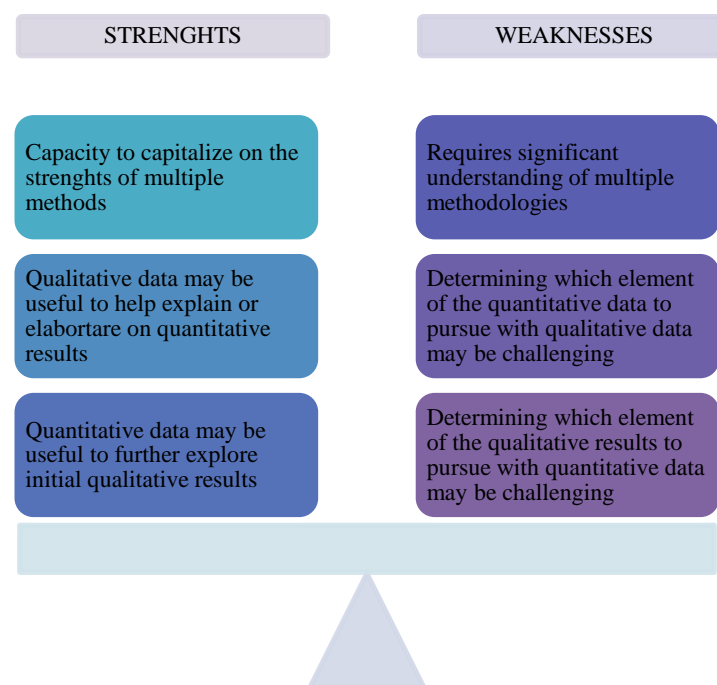 STRENGHTS
WEAKNESSES
Capacity to capitalize on the
strenghts of multiple
methods
Requires significant
understanding of multiple
methodologies
Qualitative data may be
useful to help explain or
elabortare on quantitative
results
Determining which element
of the quantitative data to
pursue with qualitative data
may be challenging
Quantitative data may be
useful to further explore
initial qualitative results
Determining which element
of the qualitative results to
pursue with quantitative data
may be challenging